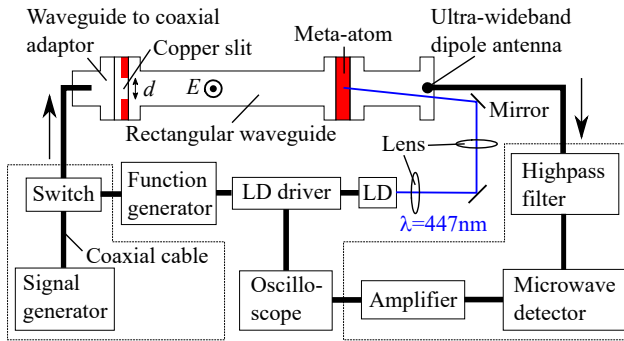 Waveguide to coaxial
adaptor
Copper slit
Meta-atom
Ultra-wideband
dipole antenna
d
E
Mirror
Rectangular waveguide
Lens
Switch
Function
generator
LD driver
LD
λ=447nm
Highpass
filter
Coaxial cable
Signal
generator
Oscillo-
scope
Amplifier
Microwave
detector